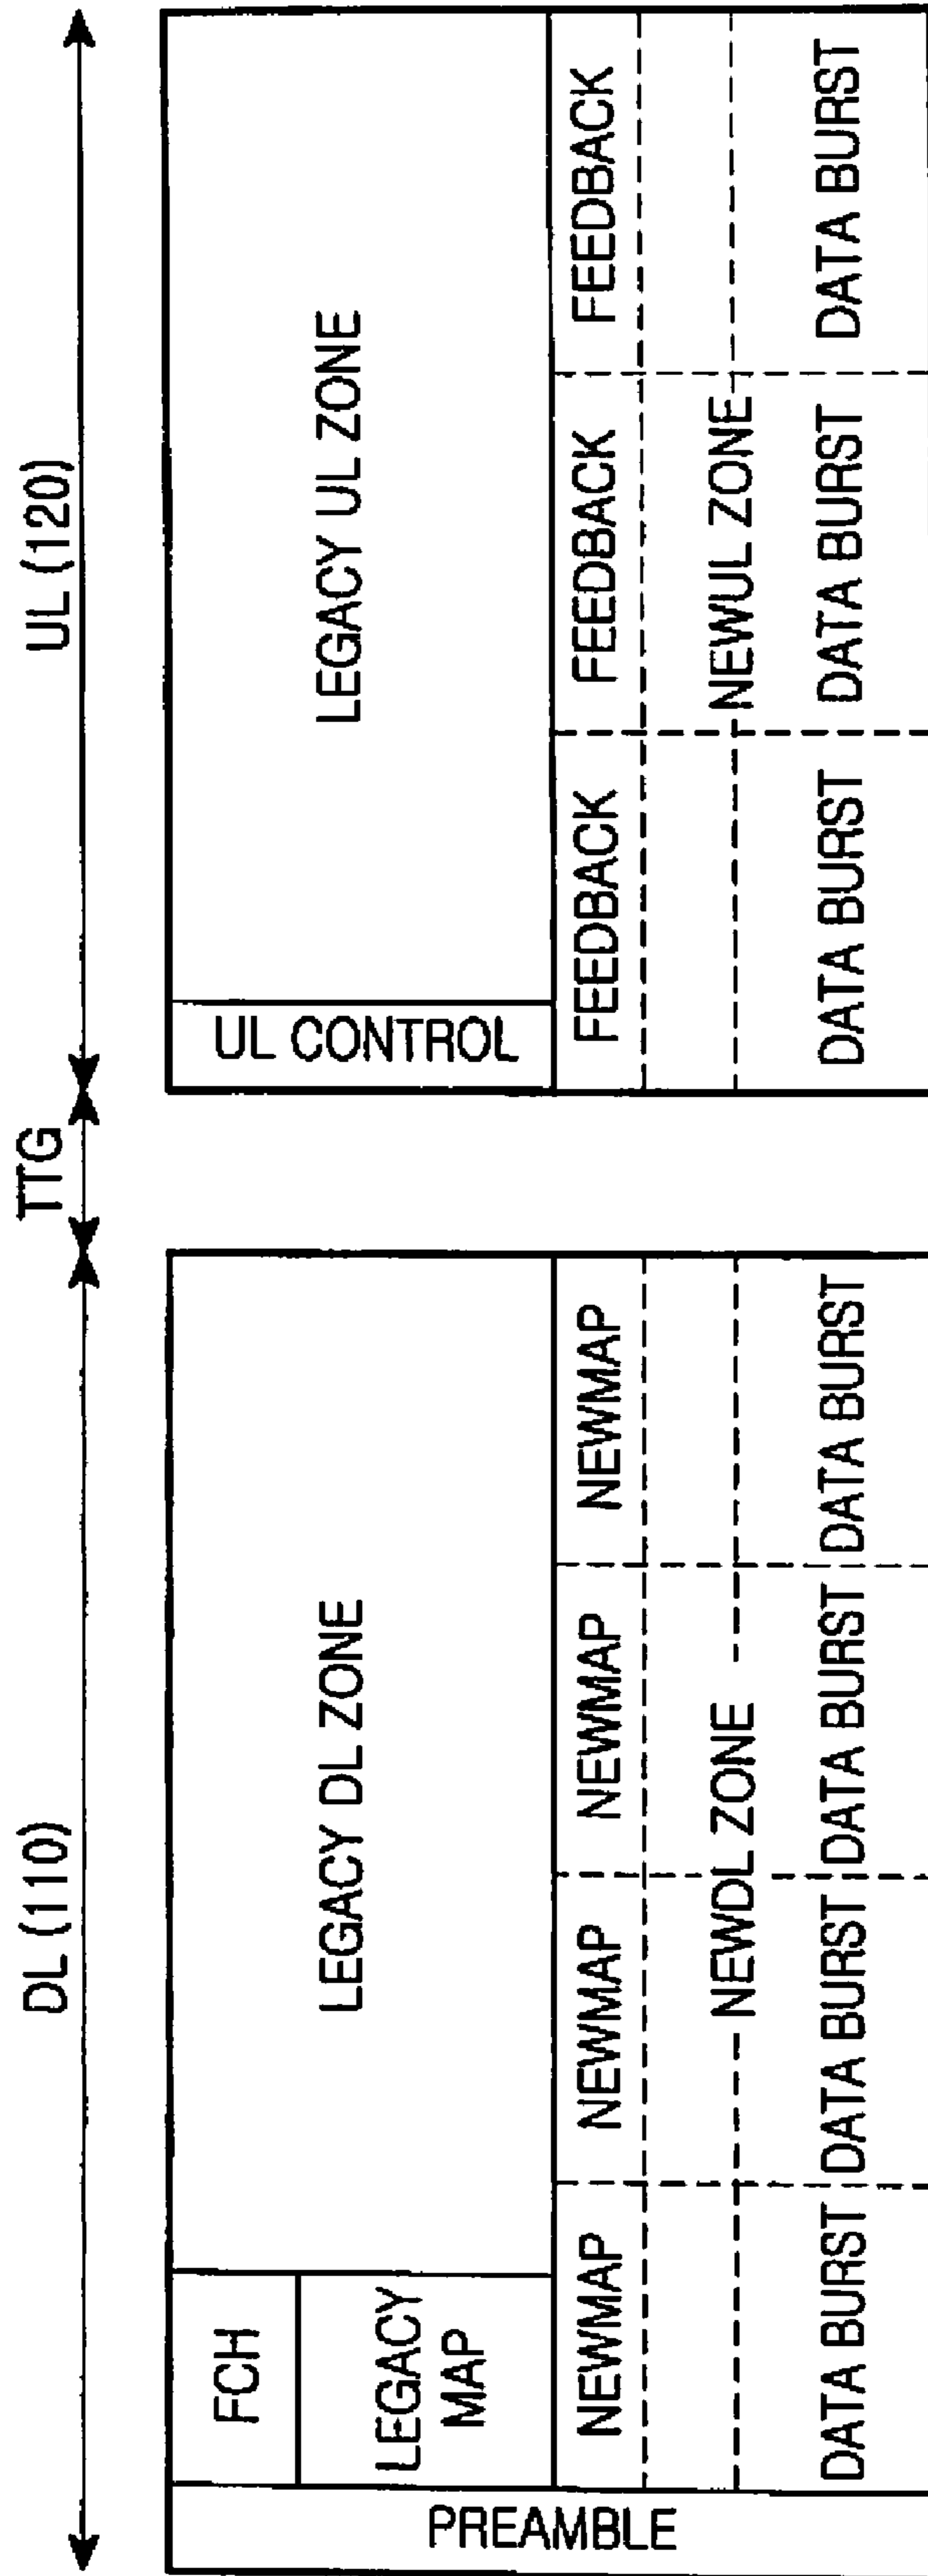 DL (110)
TTG
UL (120)
PREAMBLE
FCH
LEGACY
MAP
LEGACY DL ZONE
NEWMAP
NEWMAP
NEWMAP
NEWMAP
NEWDL ZONE
DATA BURST
DATA BURST
DATA BURST
DATA BURST
UL CONTROL
LEGACY UL ZONE
FEEDBACK
FEEDBACK
FEEDBACK
NEWUL ZONE
DATA BURST
DATA BURST
DATA BURST